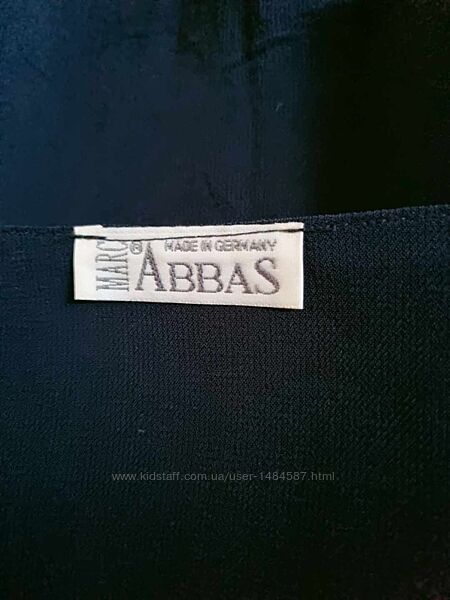 MARC
® MADE IN GERMANY
ABBAS
www.kidstaff.com.ua/user-1484587.html